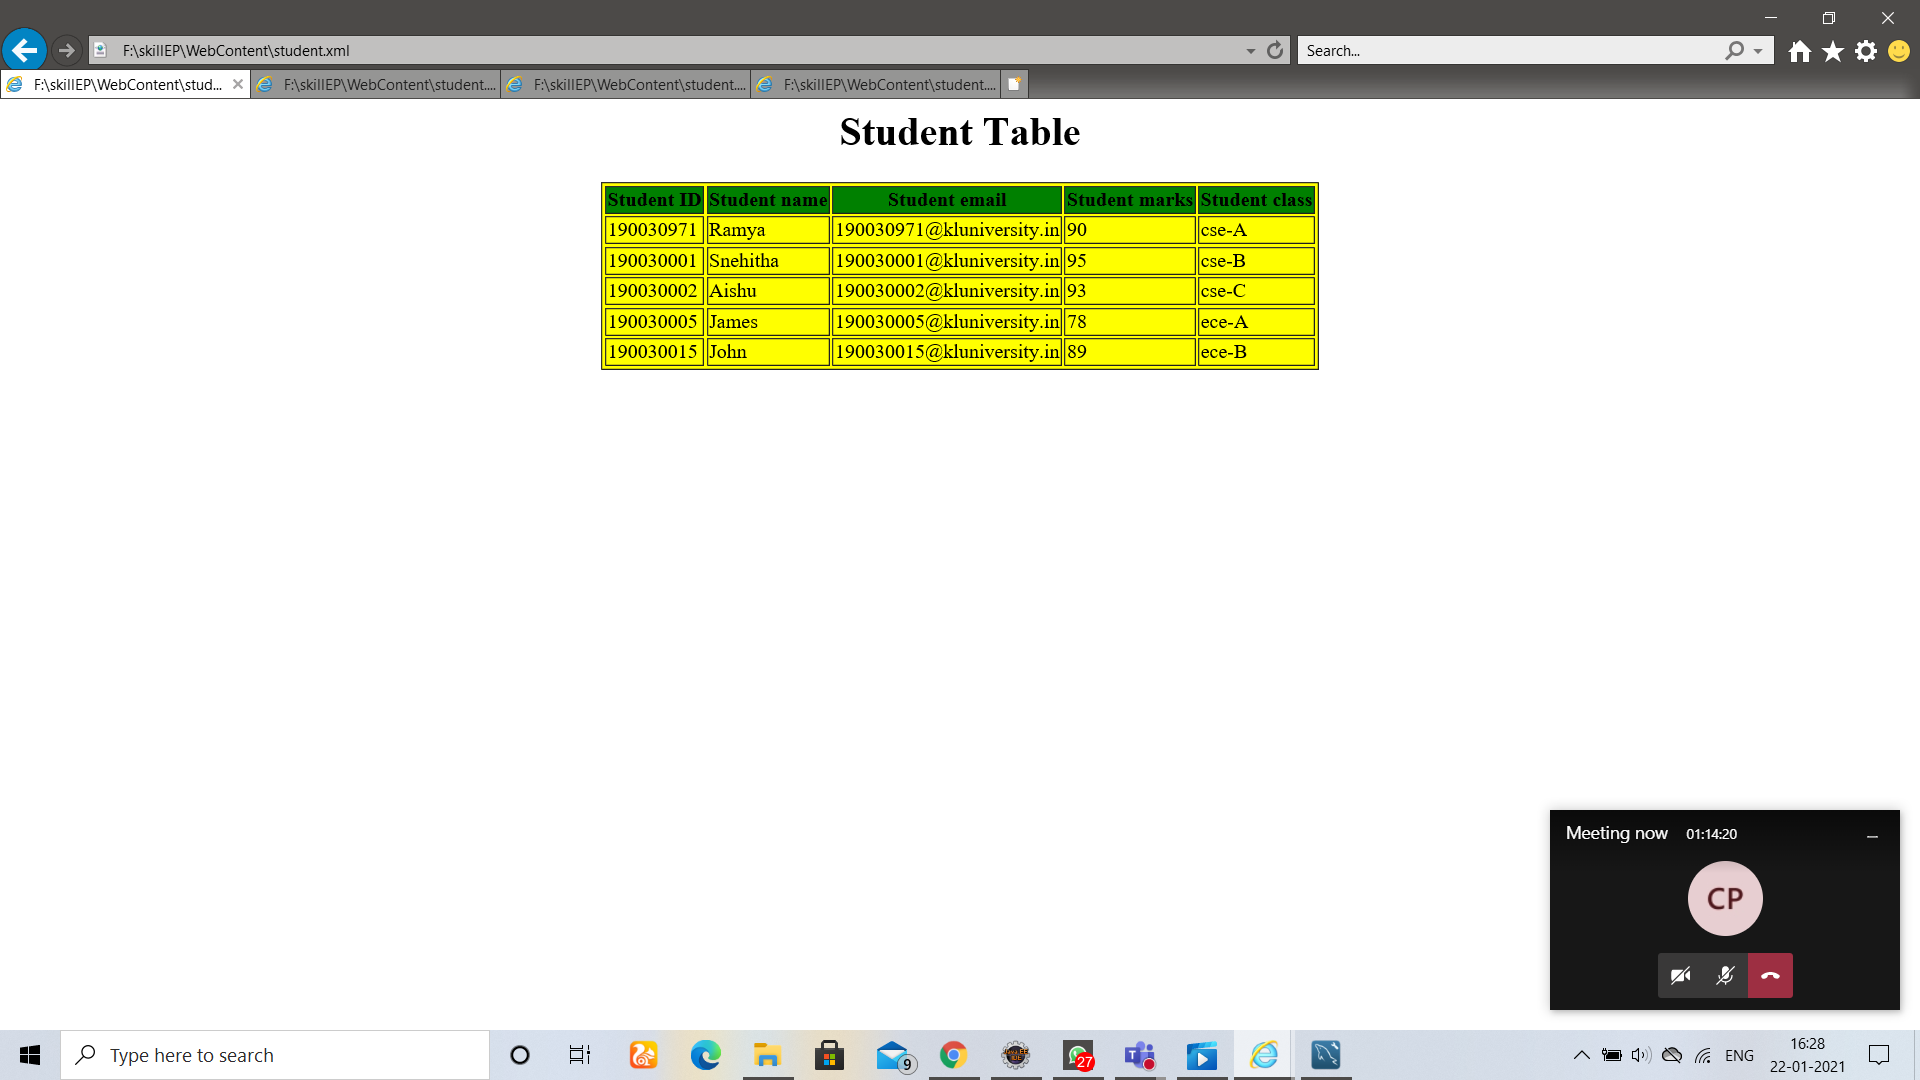 F:\skillEP\WebContent\student.xml
Search...
F:\skillEP\WebContent\stud...
F:\skillEP\WebContent\student....
F:\skillEP\WebContent\student....
F:\skillEP\WebContent\student....
Student Table
Student ID Student name Student email Student marks Student class
190030971 Ramya 190030971@kluniversity.in 90 cse-A
190030001 Snehitha 190030001@kluniversity.in 95 cse-B
190030002 Aishu 190030002@kluniversity.in 93 cse-C
190030005 James 190030005@kluniversity.in 78 ece-A
190030015 John 190030015@kluniversity.in 89 ece-B
Meeting now 01:14:20
CP
Type here to search
9
27
ENG
16:28
22-01-2021